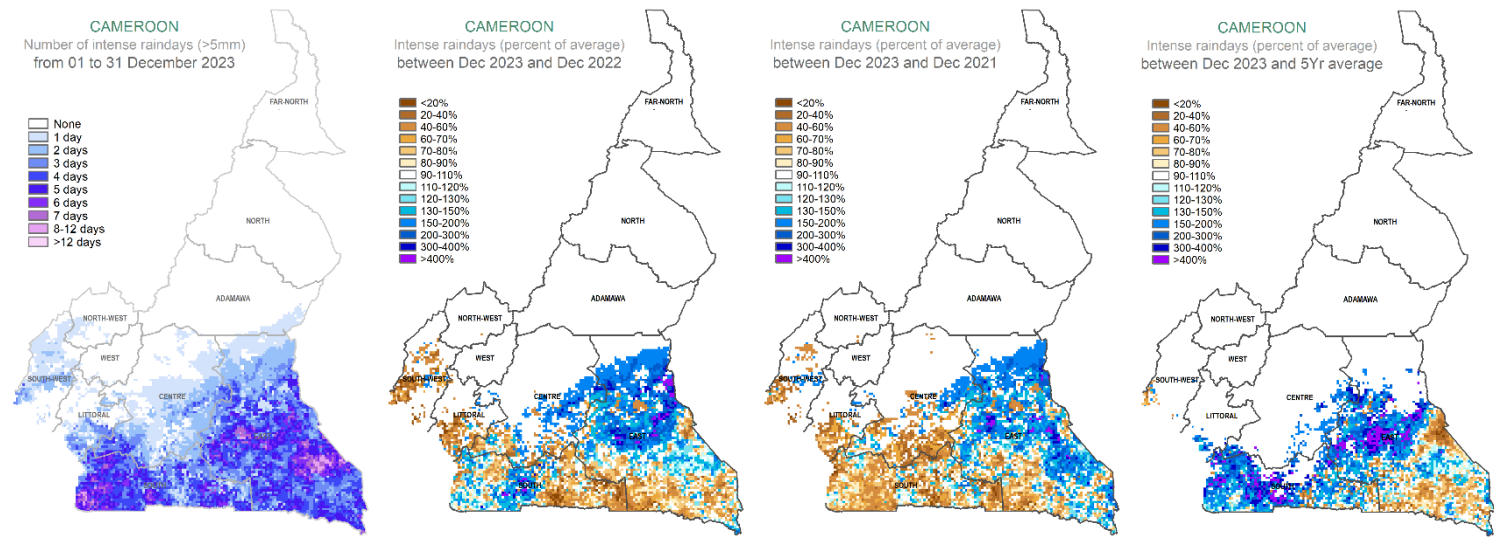 CAMEROON
Number of intense raindays (>5mm)
from 01 to 31 December 2023
None
1 day
2 days
3 days
4 days
5 days
6 days
7 days
8-12 days
>12 days
FAR-NORTH
NORTH
ADAMAWA
NORTH-WEST
WEST
SOUTH-WEST
CENTRE
LITTORAL
EAST
SOUTH
CAMEROON
Intense raindays (percent of average)
between Dec 2023 and Dec 2022
<20%
20-40%
40-60%
60-70%
70-80%
80-90%
90-110%
110-120%
120-130%
130-150%
150-200%
200-300%
300-400%
>400%
FAR-NORTH
NORTH
ADAMAWA
NORTH-WEST
WEST
SOUTH-WEST
CENTRE
LITTORAL
EAST
SOUTH
CAMEROON
Intense raindays (percent of average)
between Dec 2023 and Dec 2021
<20%
20-40%
40-60%
60-70%
70-80%
80-90%
90-110%
110-120%
120-130%
130-150%
150-200%
200-300%
300-400%
>400%
FAR-NORTH
NORTH
ADAMAWA
NORTH-WEST
WEST
SOUTH-WEST
CENTRE
LITTORAL
EAST
SOUTH
CAMEROON
Intense raindays (percent of average)
between Dec 2023 and 5Yr average
<20%
20-40%
40-60%
60-70%
70-80%
80-90%
90-110%
110-120%
120-130%
130-150%
150-200%
200-300%
300-400%
>400%
FAR-NORTH
NORTH
ADAMAWA
NORTH-WEST
WEST
SOUTH-WEST
CENTRE
LITTORAL
EAST
SOUTH